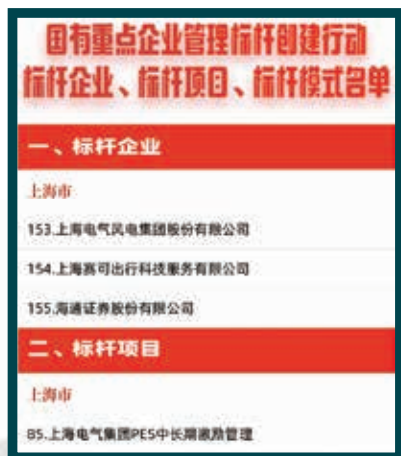 国有重点企业管理标杆创建行动
标杆企业、标杆项目、标杆模式名单
一、标杆企业
上海市
153.上海电气风电集团股份有限公司
154.上海赛可出行科技服务有限公司
155.海通证券股份有限公司
二、标杆项目
上海市
85.上海电气集团PES中长期激励管理